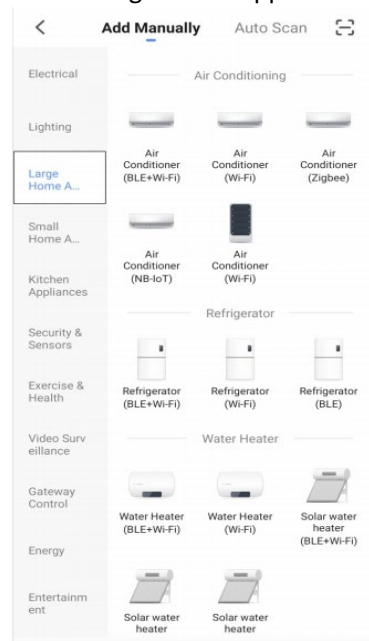 Add Manually
Auto Scan
Electrical
Lighting
Large
Home A...
Small
Home A...
Kitchen
Appliances
Security &
Sensors
Exercise &
Health
Video Surv
eillance
Gateway
Control
Energy
Entertainm
ent
Air Conditioning
Air
Conditioner
(BLE+Wi-Fi)
Air
Conditioner
(Wi-Fi)
Air
Conditioner
(Zigbee)
Air
Conditioner
(NB-IoT)
Air
Conditioner
(Wi-Fi)
Refrigerator
Refrigerator
(BLE+Wi-Fi)
Refrigerator
(Wi-Fi)
Refrigerator
(BLE)
Water Heater
Water Heater
(BLE+Wi-Fi)
Water Heater
(Wi-Fi)
Solar water
heater
(BLE+Wi-Fi)
Solar water
heater
Solar water
heater